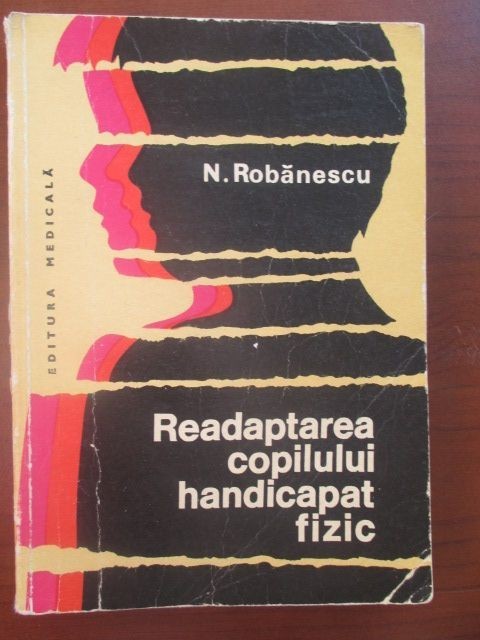 N. Robănescu
EDITURA MEDICALĂ
Readaptarea
copilului
handicapat
fizic